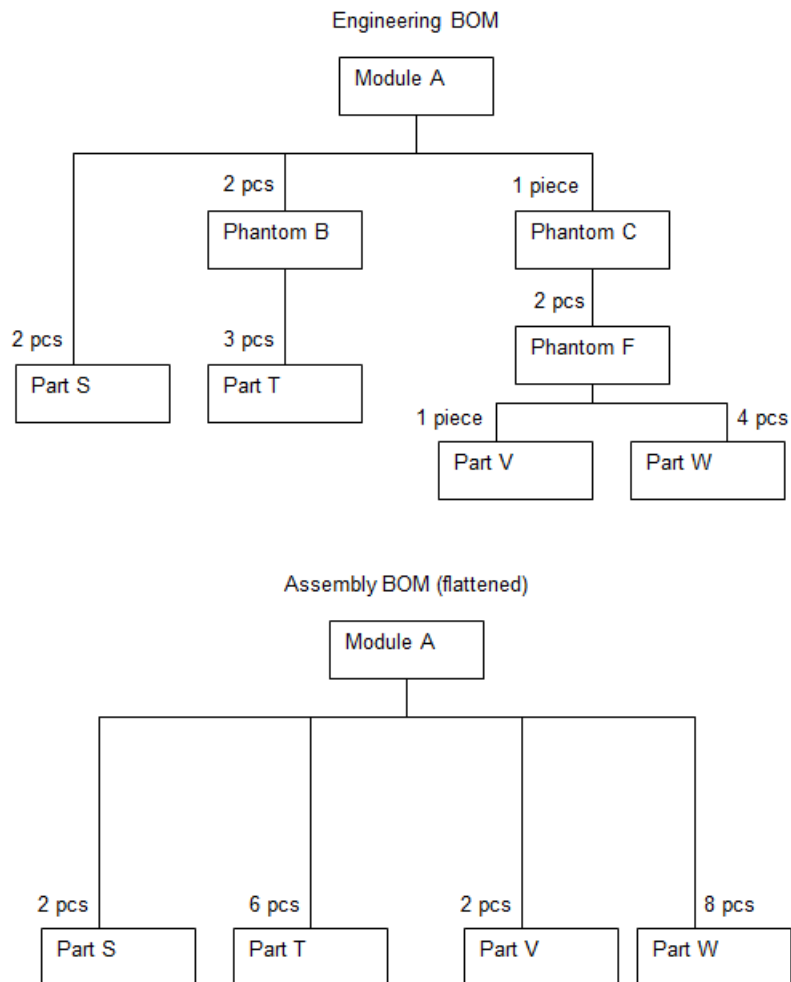 Engineering BOM
Module A
2 pcs
1 piece
Phantom B
Phantom C
2 pcs
2 pcs
3 pcs
Phantom F
Part S
Part T
1 piece
4 pcs
Part V
Part W
Assembly BOM (flattened)
Module A
2 pcs
6 pcs
2 pcs
8 pcs
Part S
Part T
Part V
Part W